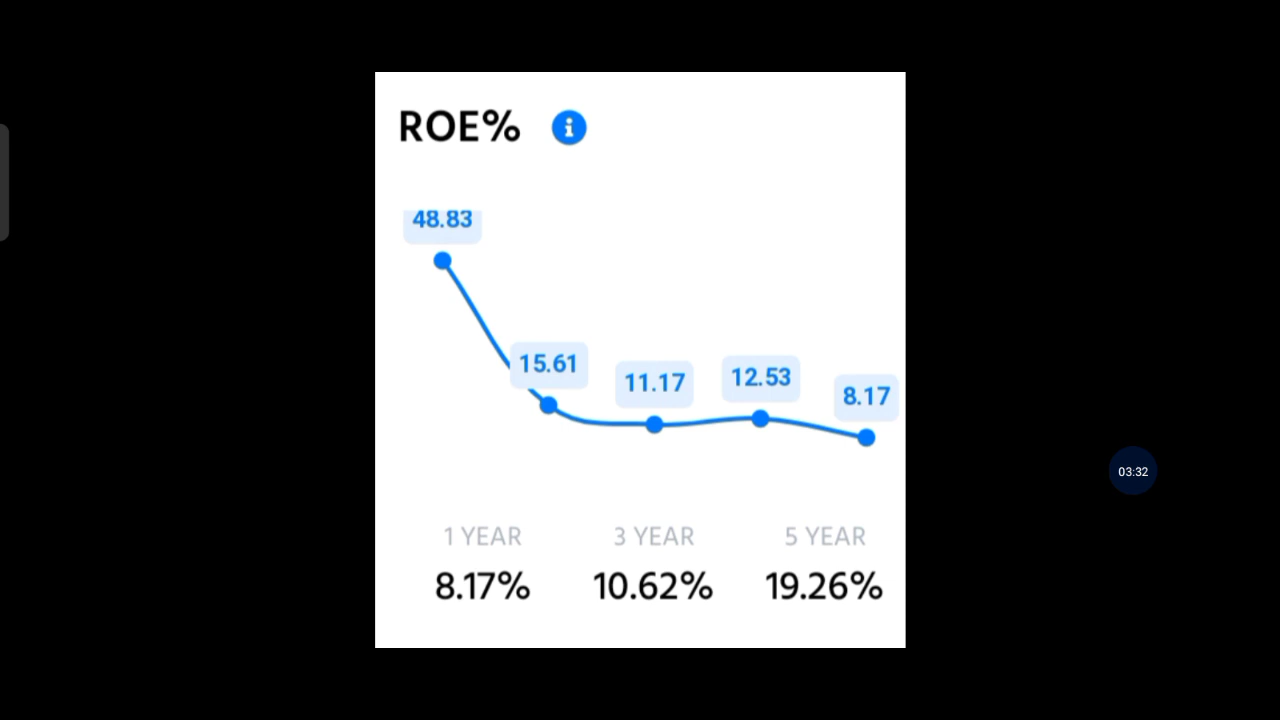 ROE%
48.83
15.61
11.17
12.53
8.17
1 YEAR 3 YEAR 5 YEAR
8.17% 10.62% 19.26%
03:32